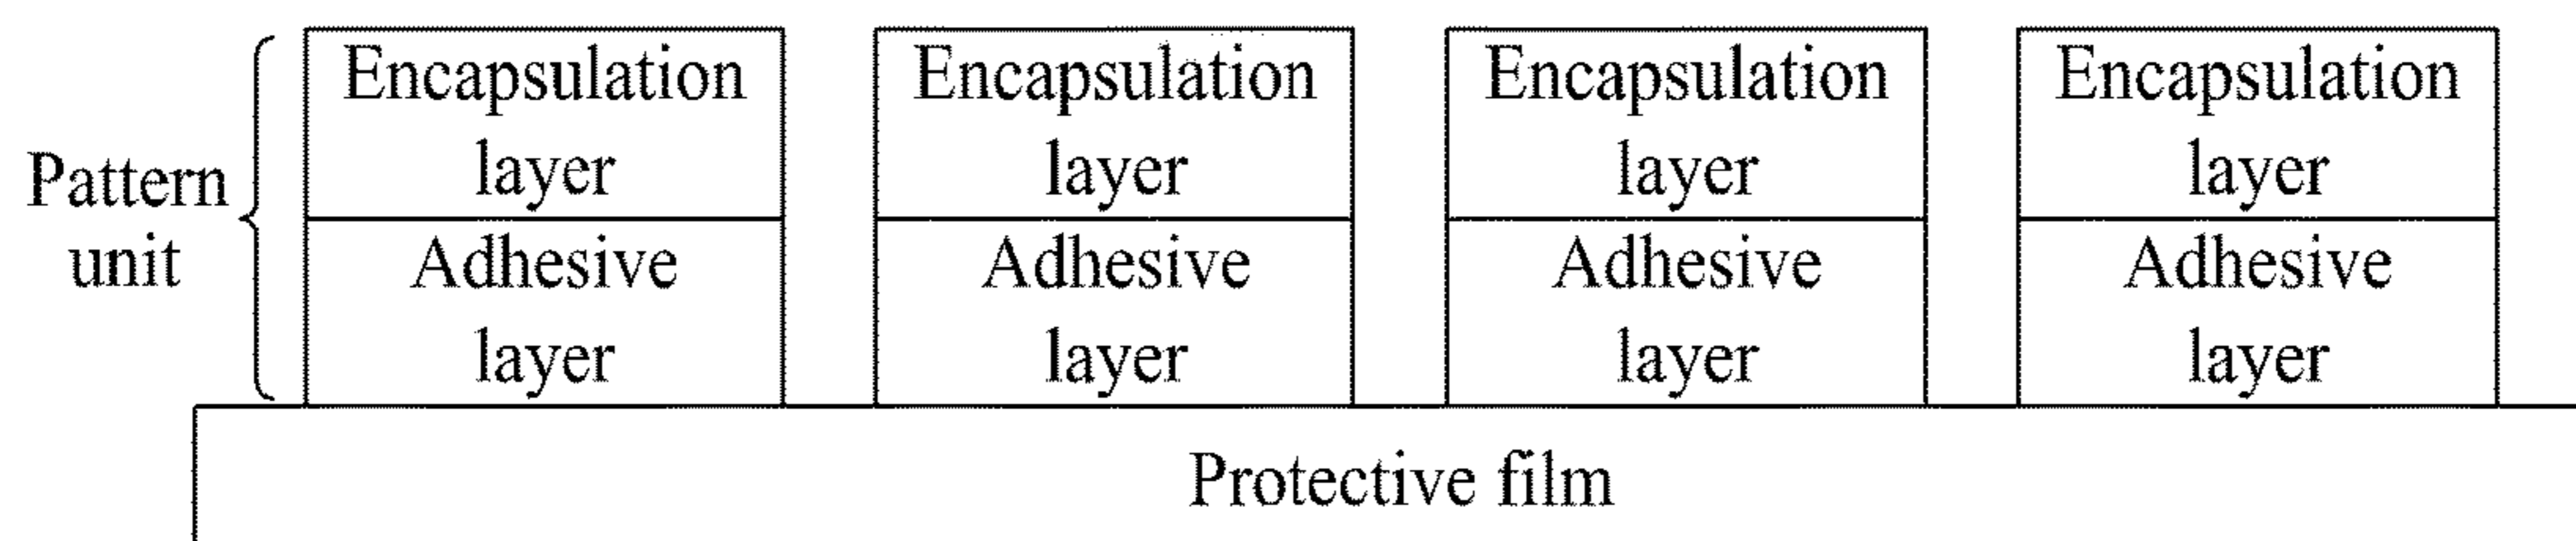 Pattern
unit
Encapsulation
layer
Adhesive
layer
Encapsulation
layer
Adhesive
layer
Encapsulation
layer
Adhesive
layer
Encapsulation
layer
Adhesive
layer
Protective film